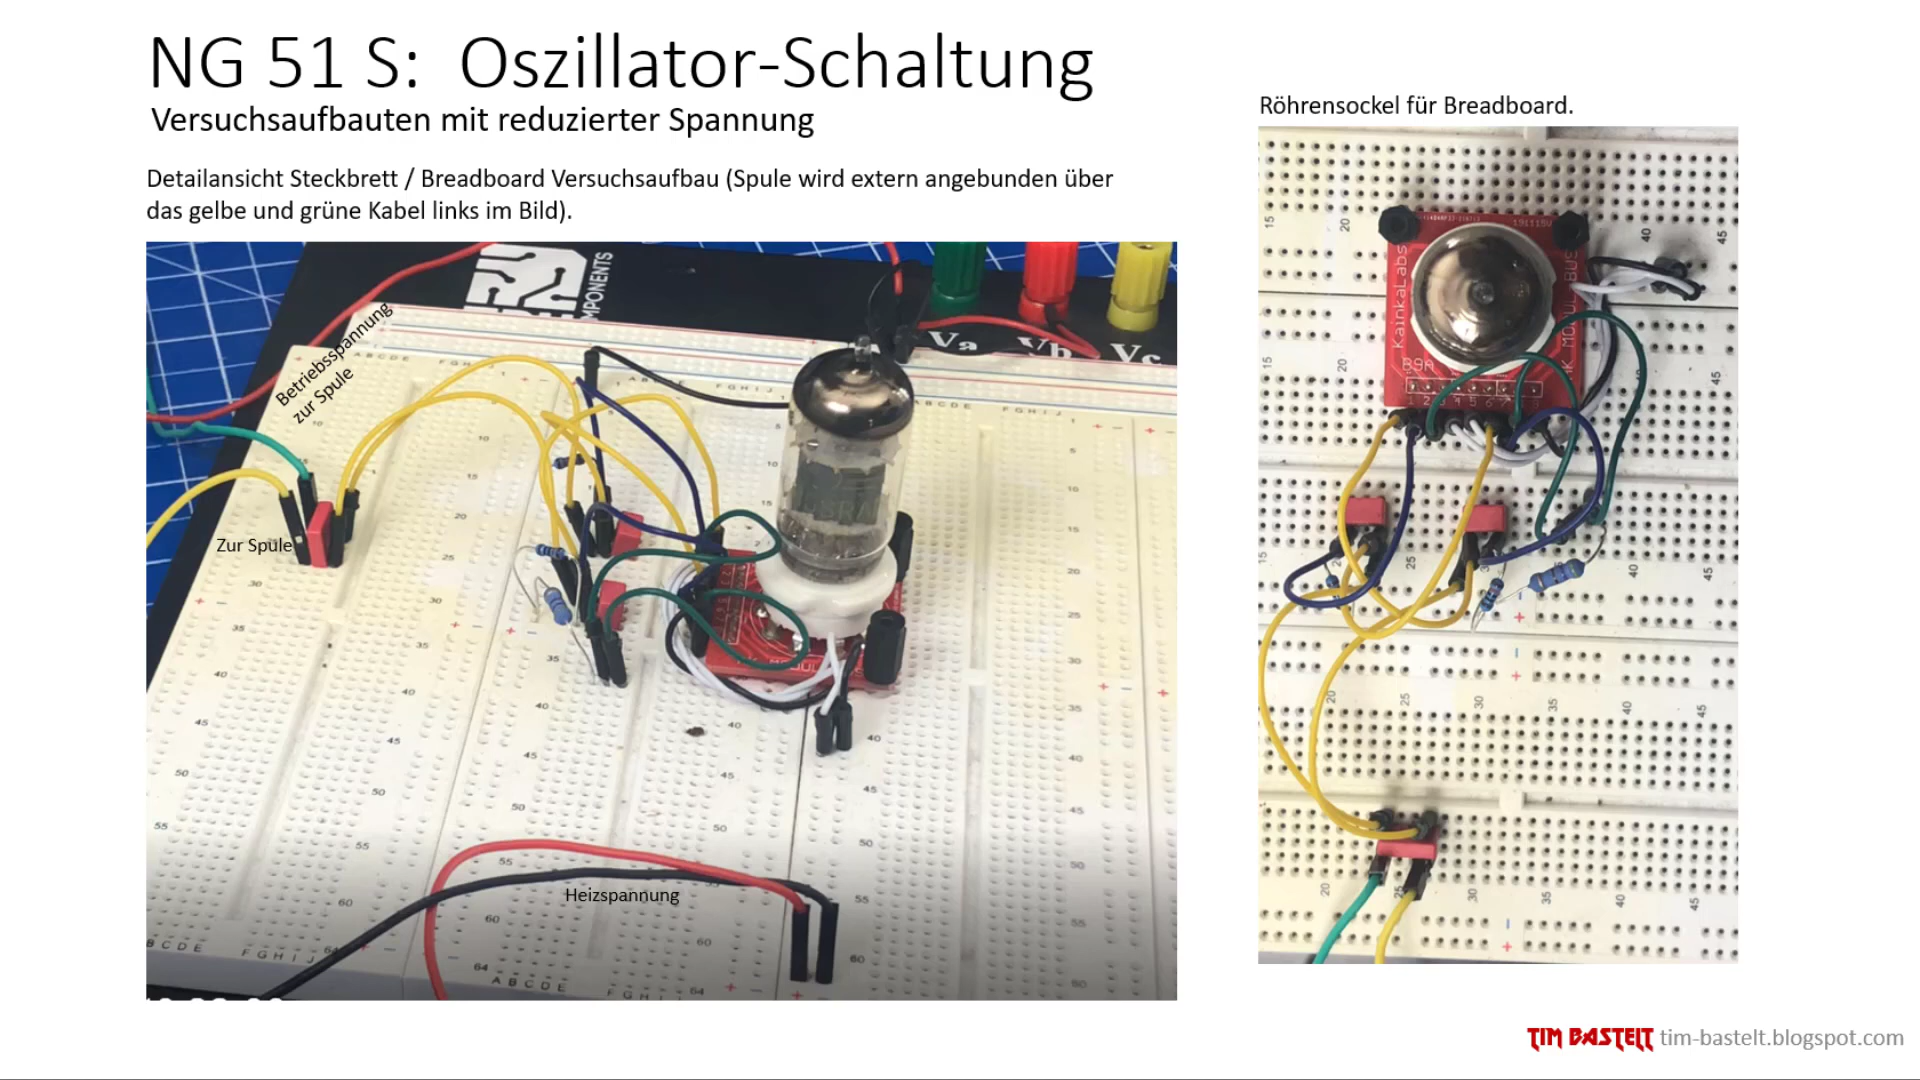 NG 51 S: Oszillator-Schaltung
Versuchsaufbauten mit reduzierter Spannung
Detailansicht Steckbrett / Breadboard Versuchsaufbau (Spule wird extern angebunden über
das gelbe und grüne Kabel links im Bild).
Röhrensockel für Breadboard.
Betriebsspannung
zur Spule
Zur Spule
Heizspannung
MPONENTS
Va
Vb
Vc
KainkaLabs
B9A
TIM BASTELT tim-bastelt.blogspot.com